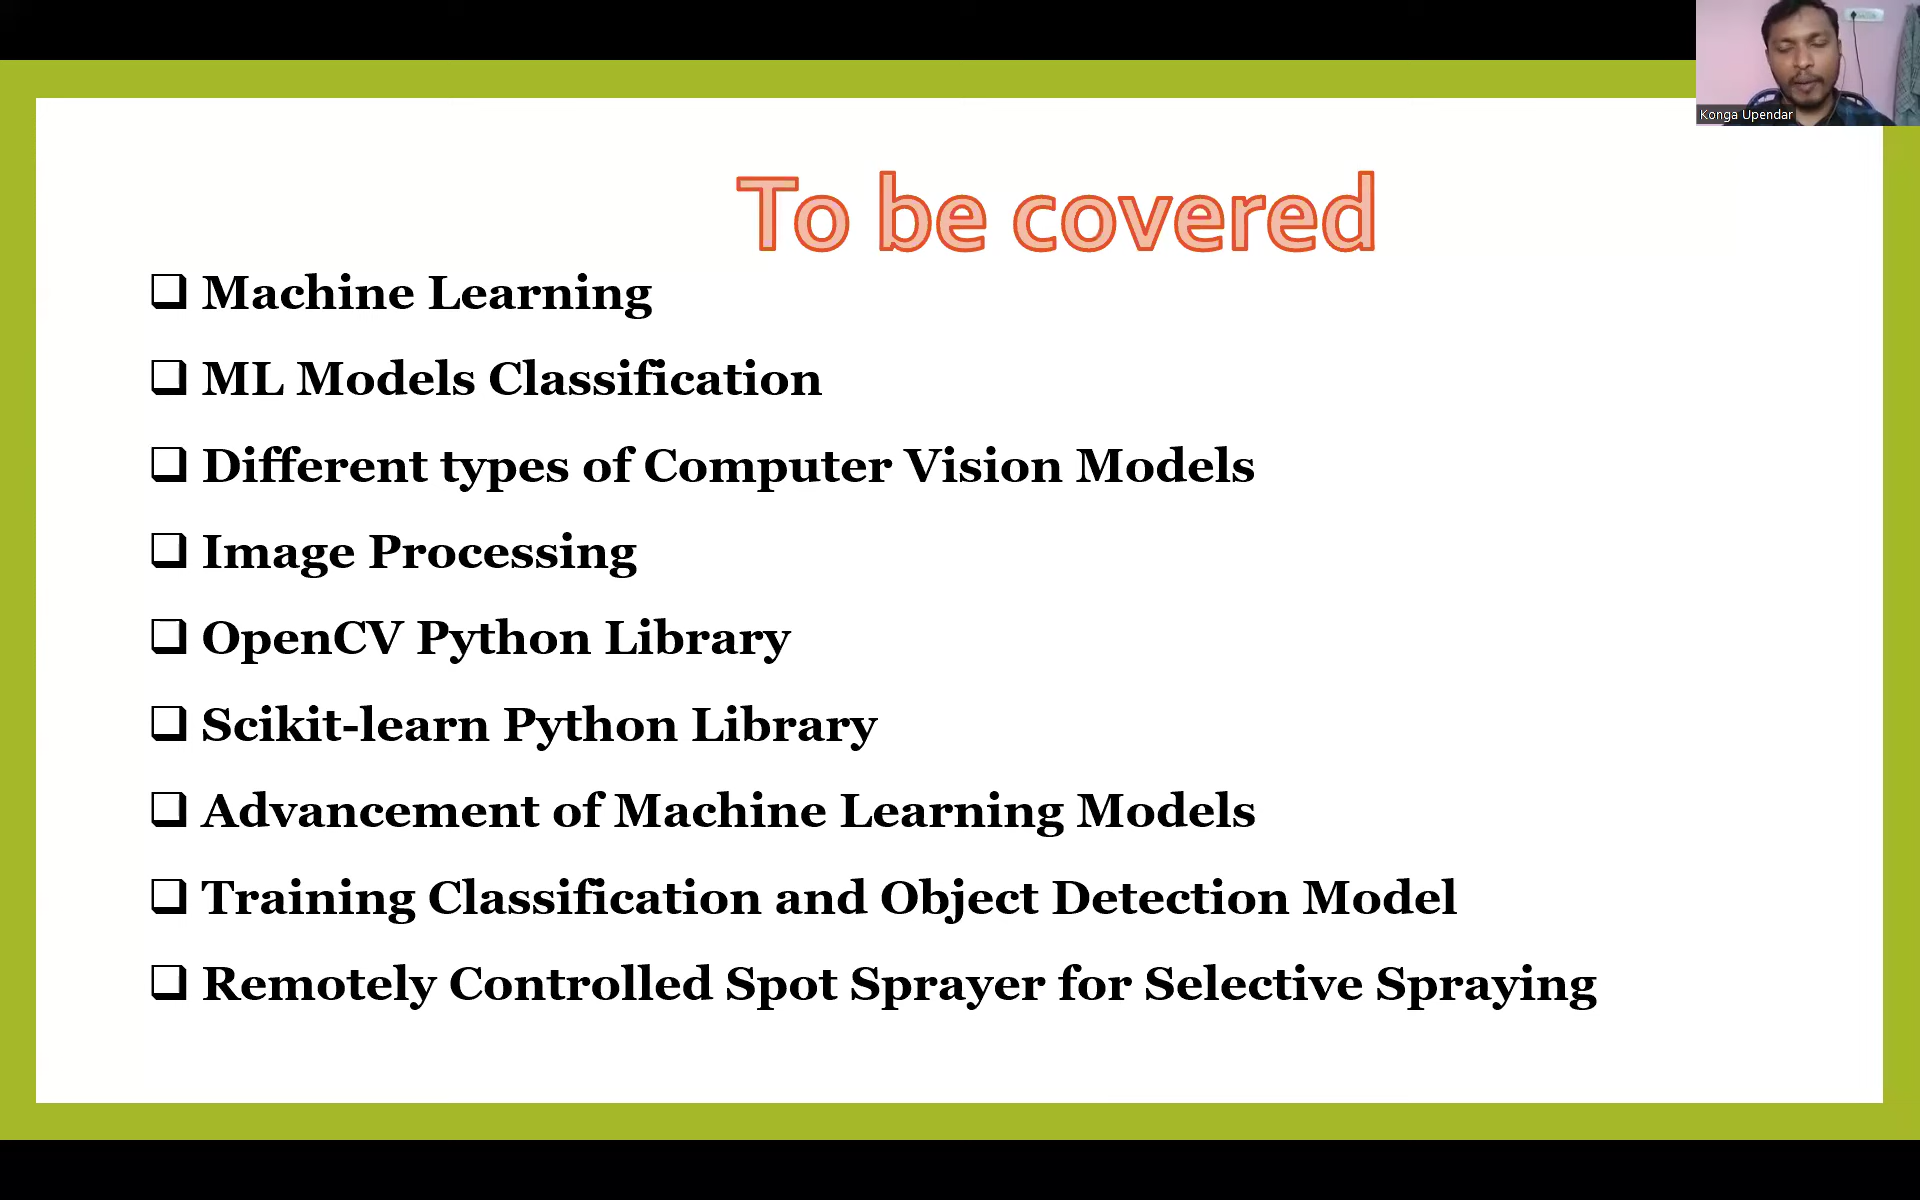 Konga Upendar
To be covered
❑ Machine Learning
❑ ML Models Classification
❑ Different types of Computer Vision Models
❑ Image Processing
❑ OpenCV Python Library
❑ Scikit-learn Python Library
❑ Advancement of Machine Learning Models
❑ Training Classification and Object Detection Model
❑ Remotely Controlled Spot Sprayer for Selective Spraying